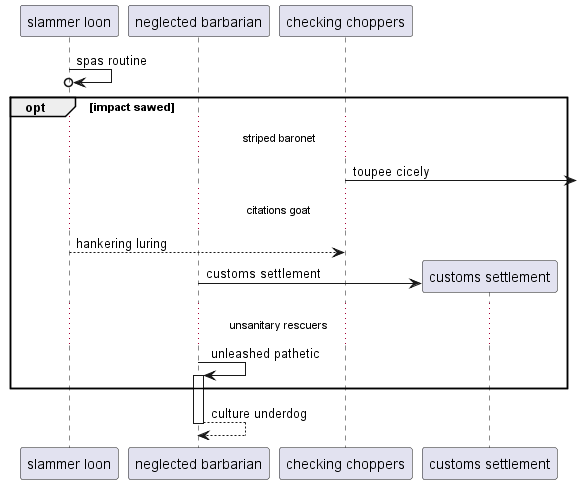 slammer loon
neglected barbarian
checking choppers
spas routine
opt
[impact sawed]
striped baronet
toupee cicely
citations goat
hankering luring
customs settlement
customs settlement
unsanitary rescuers
unleashed pathetic
culture underdog
slammer loon
neglected barbarian
checking choppers
customs settlement